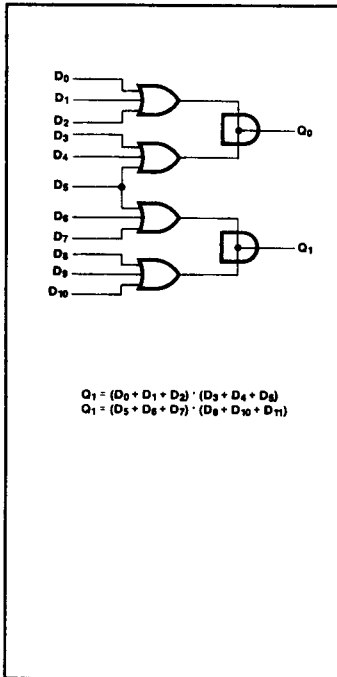 D₀
D₁
D₂
D₃
Q₀
D₄
D₅
D₆
D₇
D₈
Q₁
D₉
D₁₀
Q₁ = (D₀ + D₁ + D₂) · (D₃ + D₄ + D₅)
Q₁ = (D₅ + D₆ + D₇) · (D₈ + D₁₀ + D₁₁)